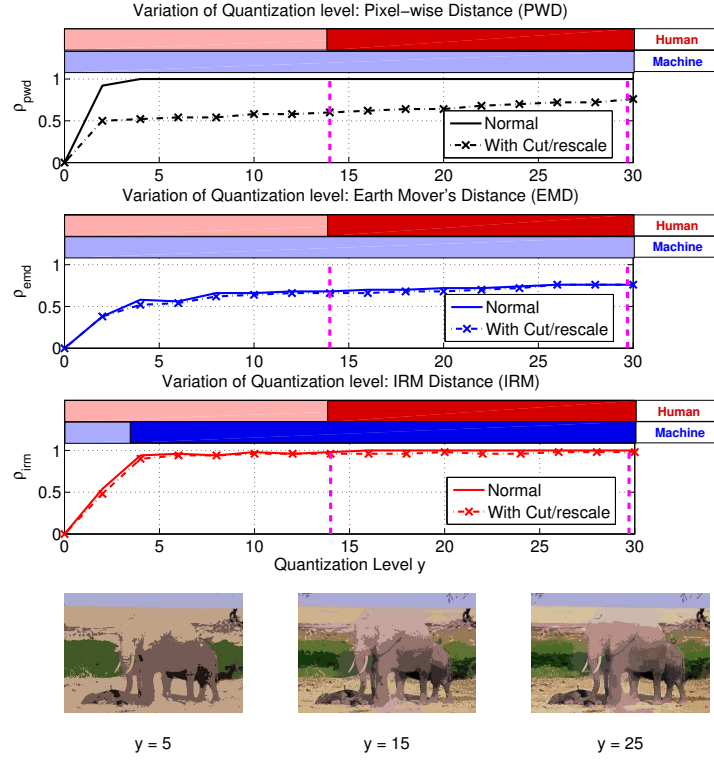 Variation of Quantization level: Pixel−wise Distance (PWD)
Human
Machine
ρpwd
1
0.5
0
Normal
With Cut/rescale
0 5 10 15 20 25 30
Variation of Quantization level: Earth Mover's Distance (EMD)
Human
Machine
ρemd
1
0.5
0
Normal
With Cut/rescale
0 5 10 15 20 25 30
Variation of Quantization level: IRM Distance (IRM)
Human
Machine
ρirm
1
0.5
0
Normal
With Cut/rescale
0 5 10 15 20 25 30
Quantization Level y
y = 5 y = 15 y = 25